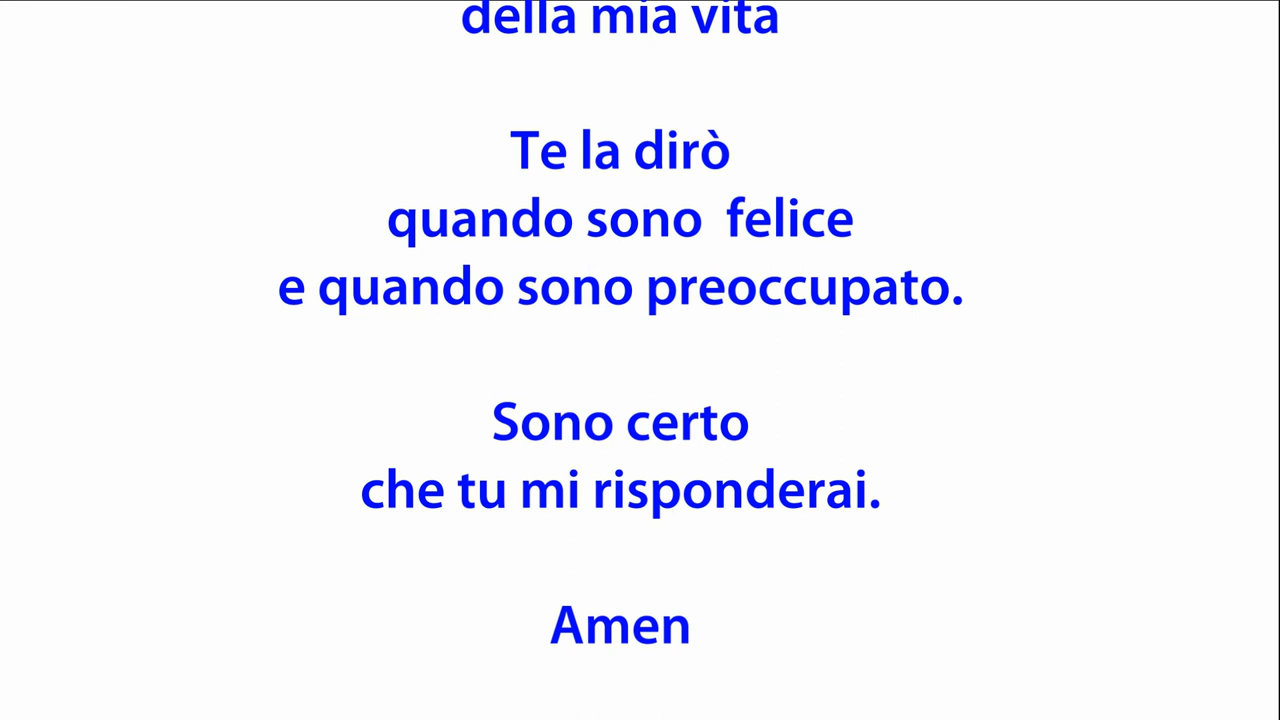 della mia vita
Te la dirò
quando sono  felice
e quando sono preoccupato.
Sono certo
che tu mi risponderai.
Amen